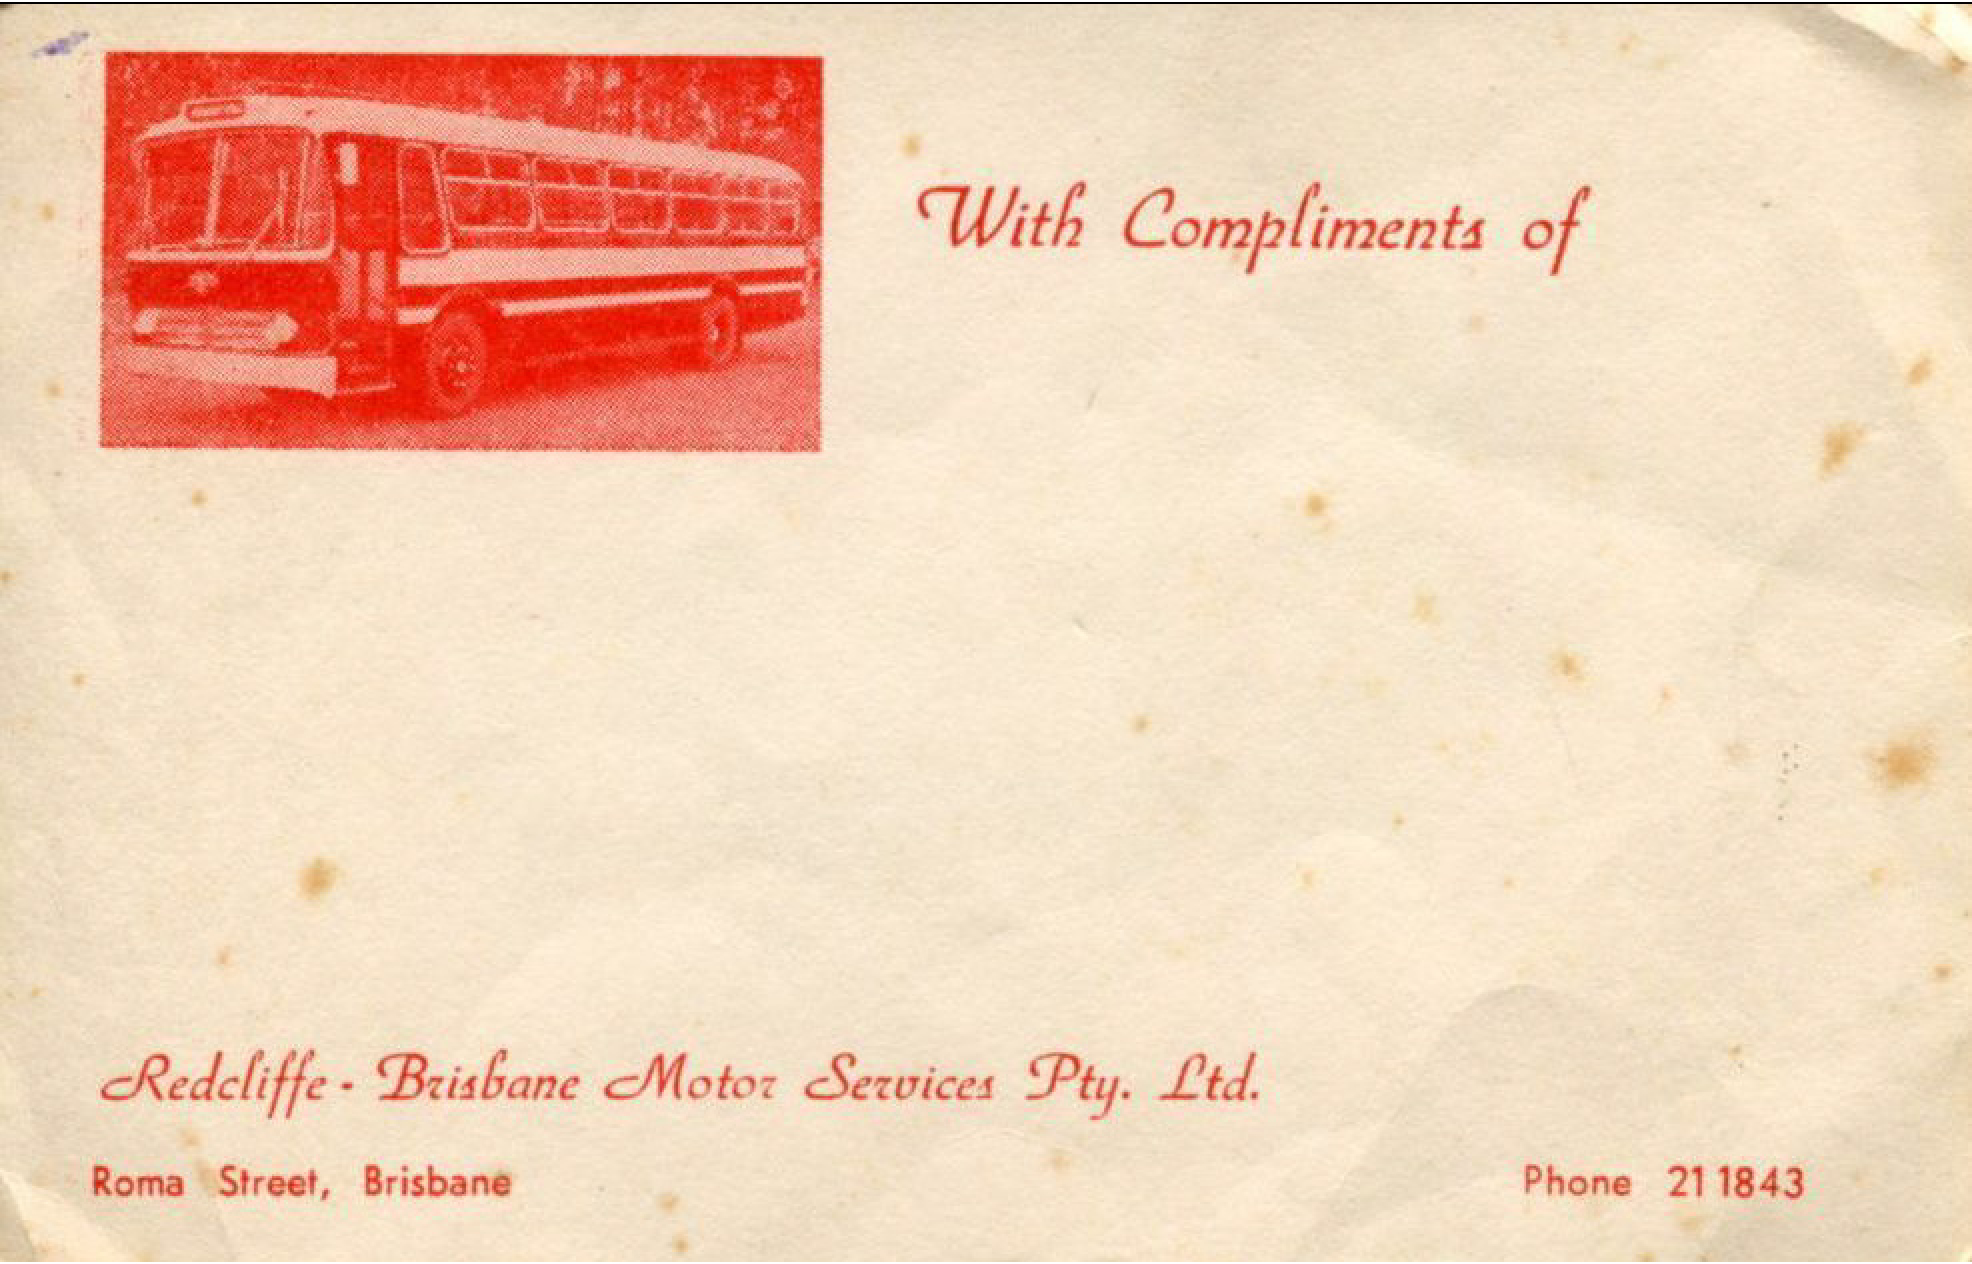 With Compliments of
Redcliffe - Brisbane Motor Services Pty. Ltd.
Roma Street, Brisbane
Phone 21 1843